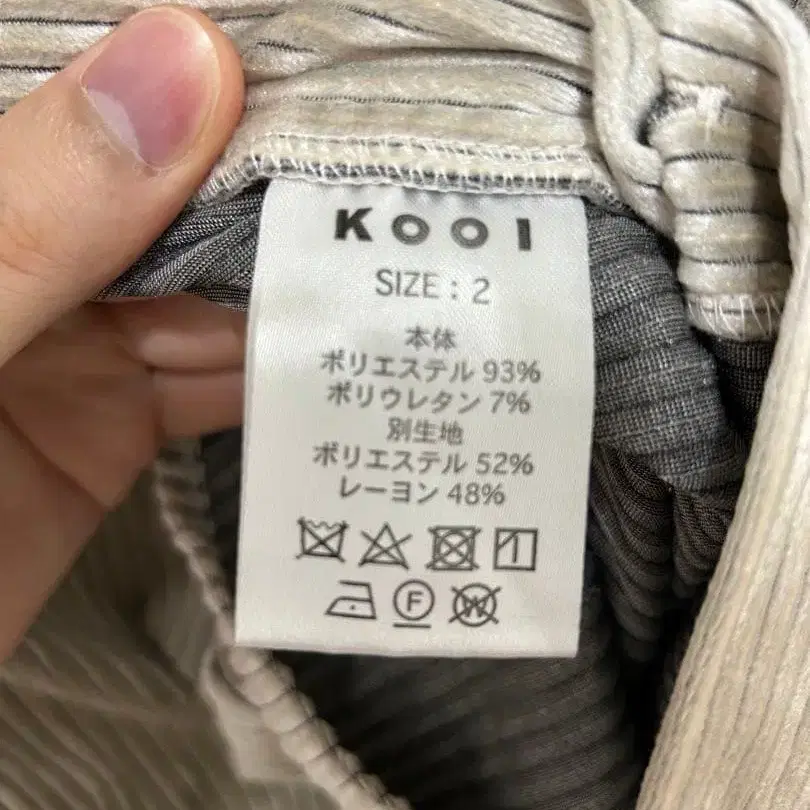 KOOI
SIZE : 2
本体
ポリエステル 93%
ポリウレタン 7%
別生地
ポリエステル 52%
レーヨン 48%
F
W